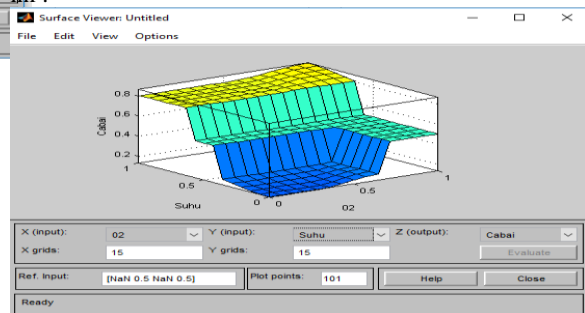 Surface Viewer: Untitled
File Edit View Options
0.8
0.6
0.4
0.2
Cabai
1
0.5
0
Suhu
0
0.5
1
02
X (input): 02 Y (input): Suhu Z (output): Cabai
X grids: 15 Y grids: 15 Evaluate
Ref. Input: [NaN 0.5 NaN 0.5] Plot points: 101 Help Close
Ready